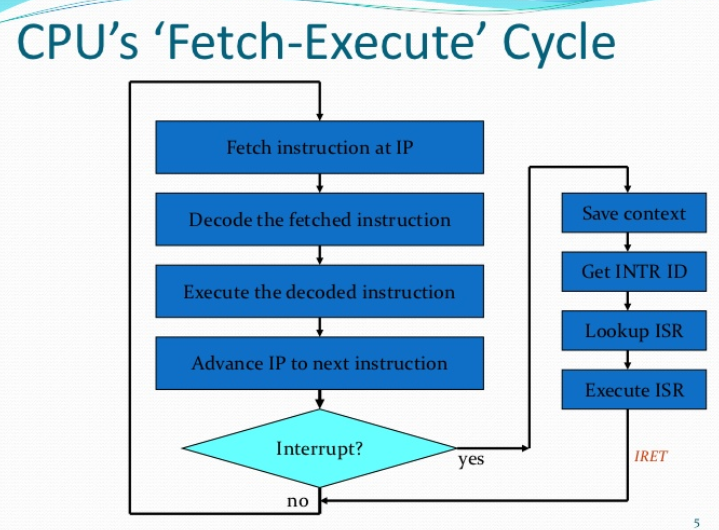 CPU's 'Fetch-Execute' Cycle
Fetch instruction at IP
Decode the fetched instruction
Execute the decoded instruction
Advance IP to next instruction
Interrupt?
yes
no
Save context
Get INTR ID
Lookup ISR
Execute ISR
IRET
5